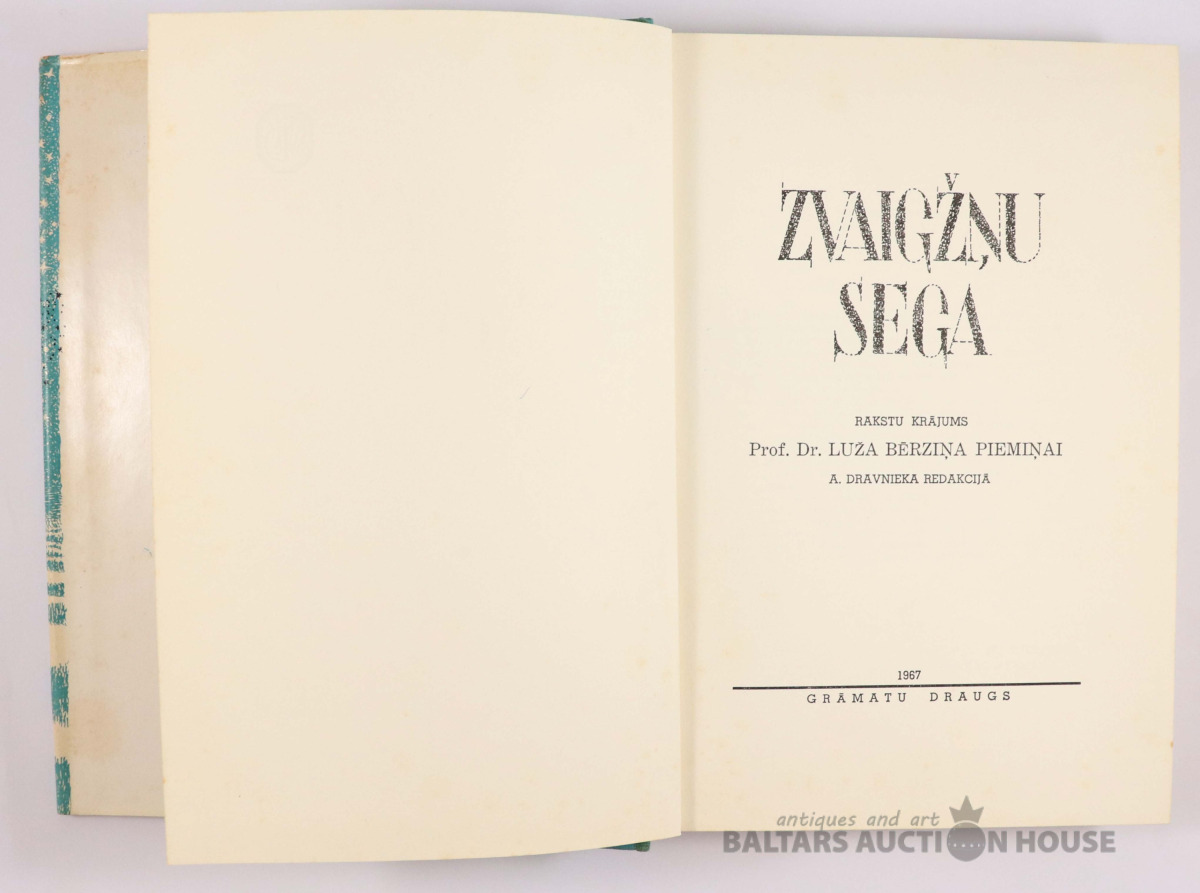 ZVAIGŽŅU
SEGA
RAKSTU KRĀJUMS
Prof. Dr. LUŽA BĒRZIŅA PIEMIŅAI
A. DRAVNIEKA REDAKCIJĀ
1967
GRĀMATU DRAUGS
antiques and art
BALTARS AUCTION HOUSE